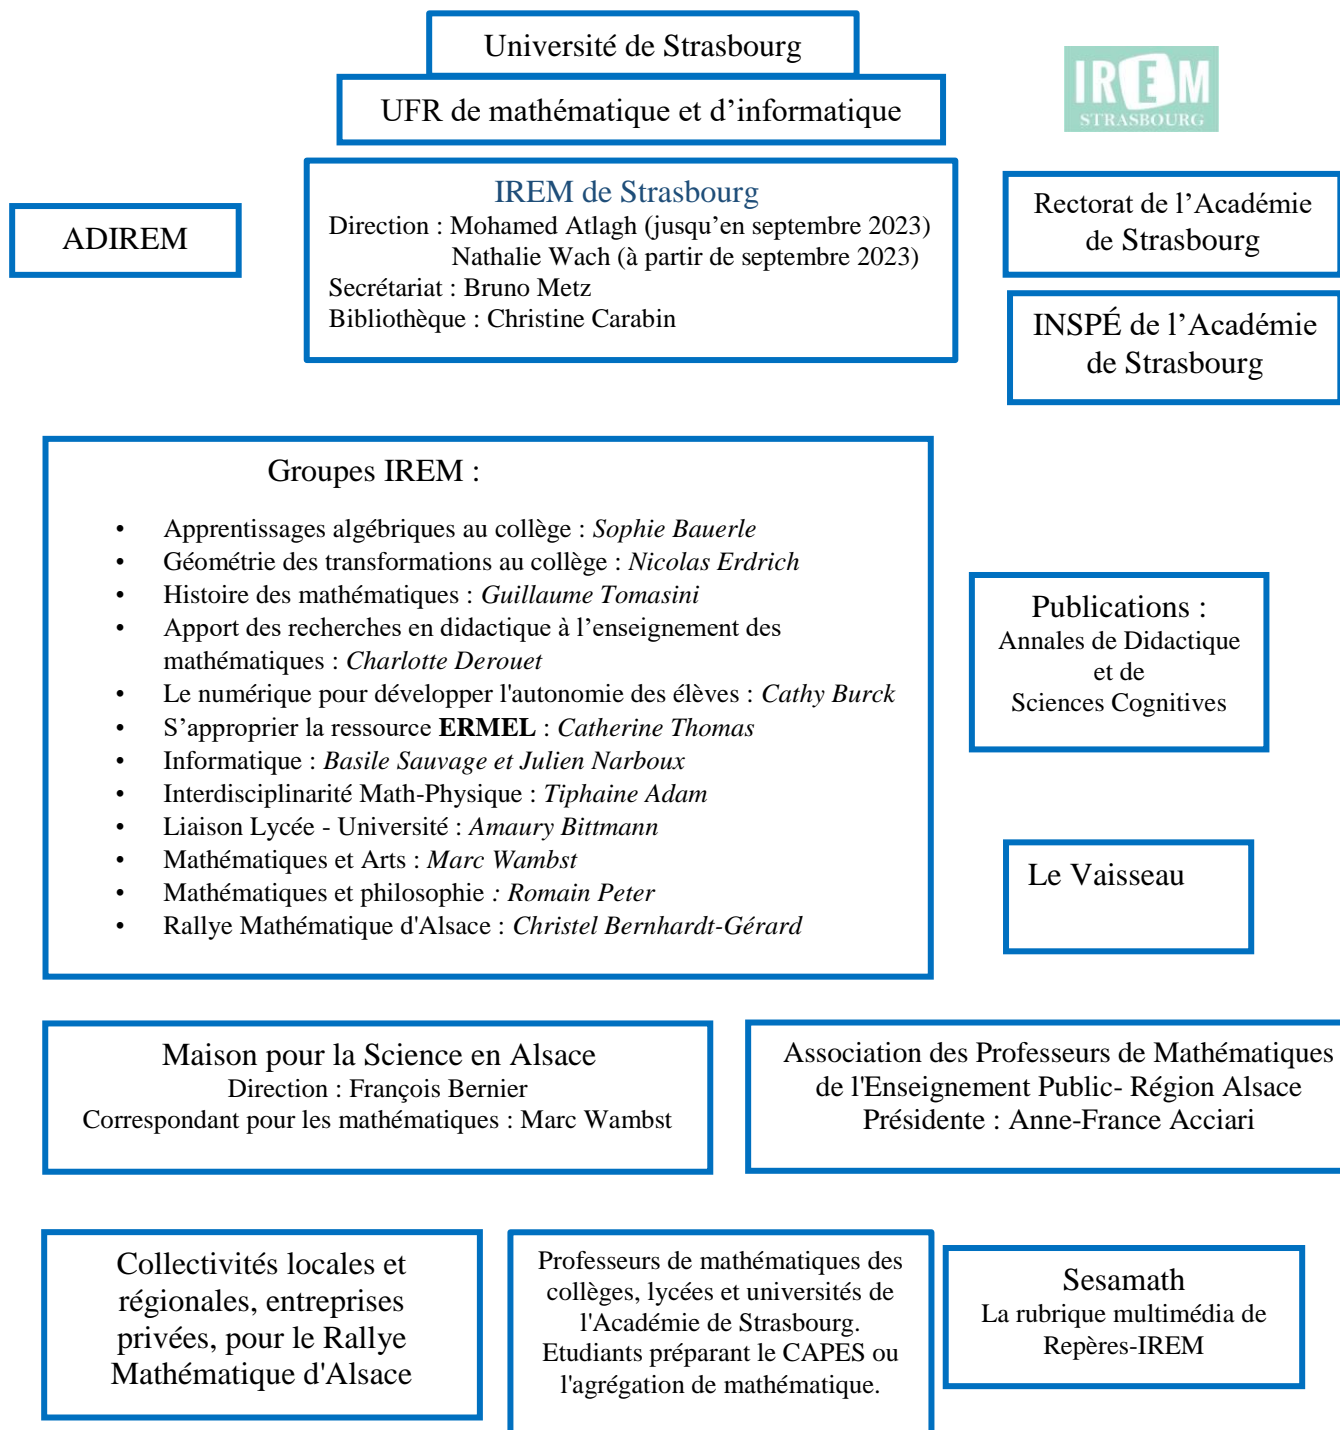 Université de Strasbourg
UFR de mathématique et d’informatique
IREM
STRASBOURG
IREM de Strasbourg
Direction : Mohamed Atlagh (jusqu’en septembre 2023)
Nathalie Wach (à partir de septembre 2023)
Secrétariat : Bruno Metz
Bibliothèque : Christine Carabin
ADIREM
Rectorat de l’Académie
de Strasbourg
INSPÉ de l’Académie
de Strasbourg
Groupes IREM :
• Apprentissages algébriques au collège : Sophie Bauerle
• Géométrie des transformations au collège : Nicolas Erdrich
• Histoire des mathématiques : Guillaume Tomasini
• Apport des recherches en didactique à l’enseignement des
mathématiques : Charlotte Derouet
• Le numérique pour développer l'autonomie des élèves : Cathy Burck
• S’approprier la ressource ERMEL : Catherine Thomas
• Informatique : Basile Sauvage et Julien Narboux
• Interdisciplinarité Math-Physique : Tiphaine Adam
• Liaison Lycée - Université : Amaury Bittmann
• Mathématiques et Arts : Marc Wambst
• Mathématiques et philosophie : Romain Peter
• Rallye Mathématique d'Alsace : Christel Bernhardt-Gérard
Publications :
Annales de Didactique
et de
Sciences Cognitives
Le Vaisseau
Maison pour la Science en Alsace
Direction : François Bernier
Correspondant pour les mathématiques : Marc Wambst
Association des Professeurs de Mathématiques
de l'Enseignement Public- Région Alsace
Présidente : Anne-France Acciari
Collectivités locales et
régionales, entreprises
privées, pour le Rallye
Mathématique d'Alsace
Professeurs de mathématiques des
collèges, lycées et universités de
l'Académie de Strasbourg.
Etudiants préparant le CAPES ou
l'agrégation de mathématique.
Sesamath
La rubrique multimédia de
Repères-IREM